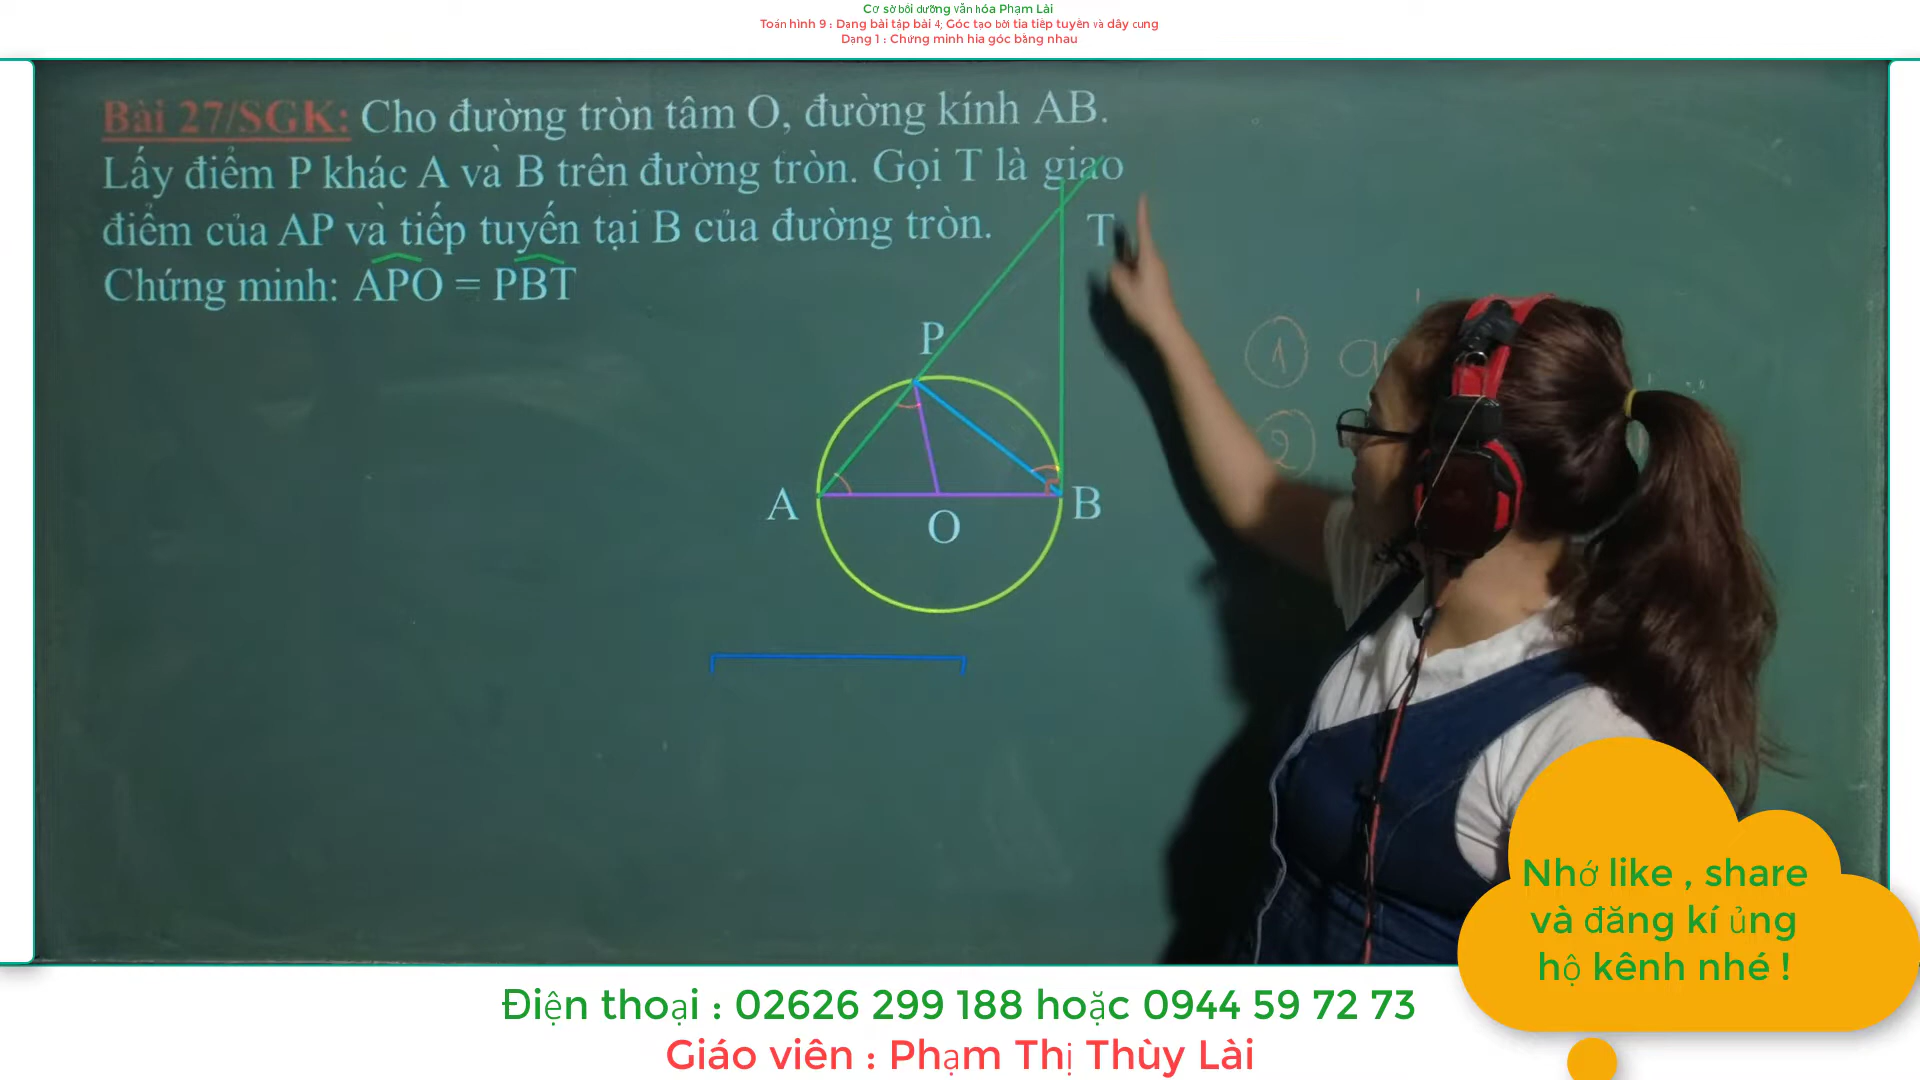 Cơ sở bồi dưỡng văn hóa Phạm Lài
Toán hình 9 : Dạng bài tập bài 4; Góc tạo bởi tia tiếp tuyến và dây cung
Dạng 1 : Chứng minh hia góc bằng nhau
Bài 27/SGK: Cho đường tròn tâm O, đường kính AB.
Lấy điểm P khác A và B trên đường tròn. Gọi T là giao
điểm của AP và tiếp tuyến tại B của đường tròn.
Chứng minh: APO = PBT
T
P
A
O
B
1
2
Nhớ like , share
và đăng kí ủng
hộ kênh nhé !
Điện thoại : 02626 299 188 hoặc 0944 59 72 73
Giáo viên : Phạm Thị Thùy Lài